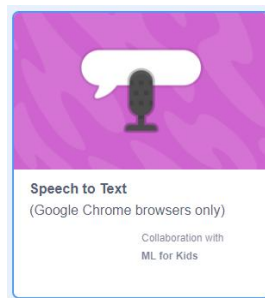 Speech to Text
(Google Chrome browsers only)
Collaboration with
ML for Kids